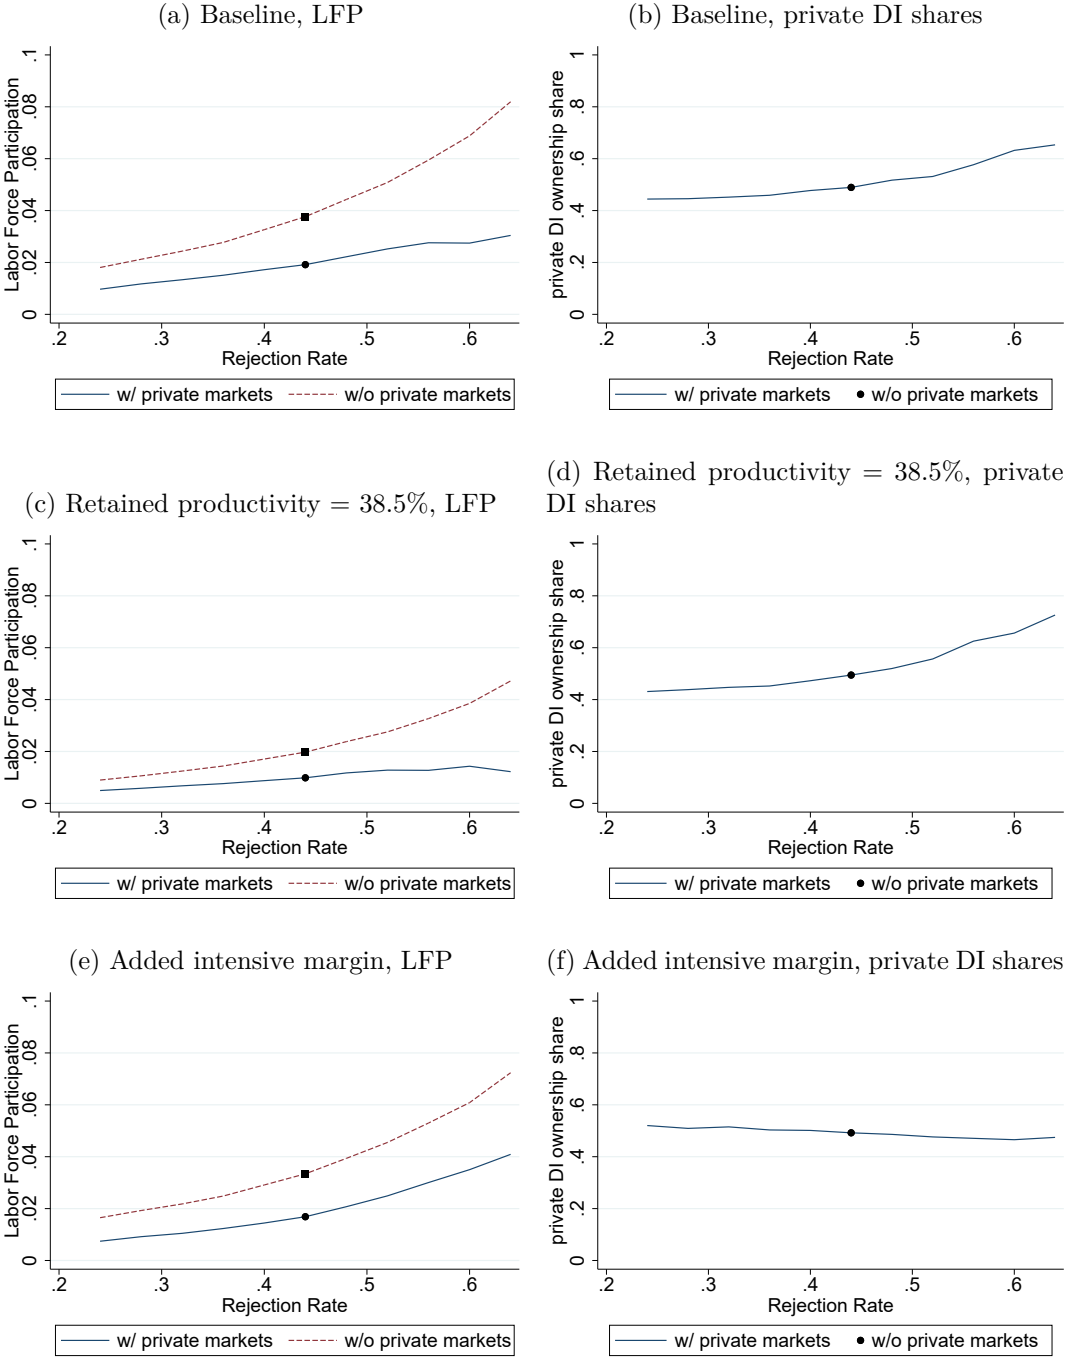 (a) Baseline, LFP
Labor Force Participation
0 .02 .04 .06 .08 .1
.2 .3 .4 .5 .6
Rejection Rate
w/ private markets w/o private markets
(b) Baseline, private DI shares
private DI ownership share
0 .2 .4 .6 .8 1
.2 .3 .4 .5 .6
Rejection Rate
w/ private markets w/o private markets
(c) Retained productivity = 38.5%, LFP
Labor Force Participation
0 .02 .04 .06 .08 .1
.2 .3 .4 .5 .6
Rejection Rate
w/ private markets w/o private markets
(d) Retained productivity = 38.5%, private
DI shares
private DI ownership share
0 .2 .4 .6 .8 1
.2 .3 .4 .5 .6
Rejection Rate
w/ private markets w/o private markets
(e) Added intensive margin, LFP
Labor Force Participation
0 .02 .04 .06 .08 .1
.2 .3 .4 .5 .6
Rejection Rate
w/ private markets w/o private markets
(f) Added intensive margin, private DI shares
private DI ownership share
0 .2 .4 .6 .8 1
.2 .3 .4 .5 .6
Rejection Rate
w/ private markets w/o private markets